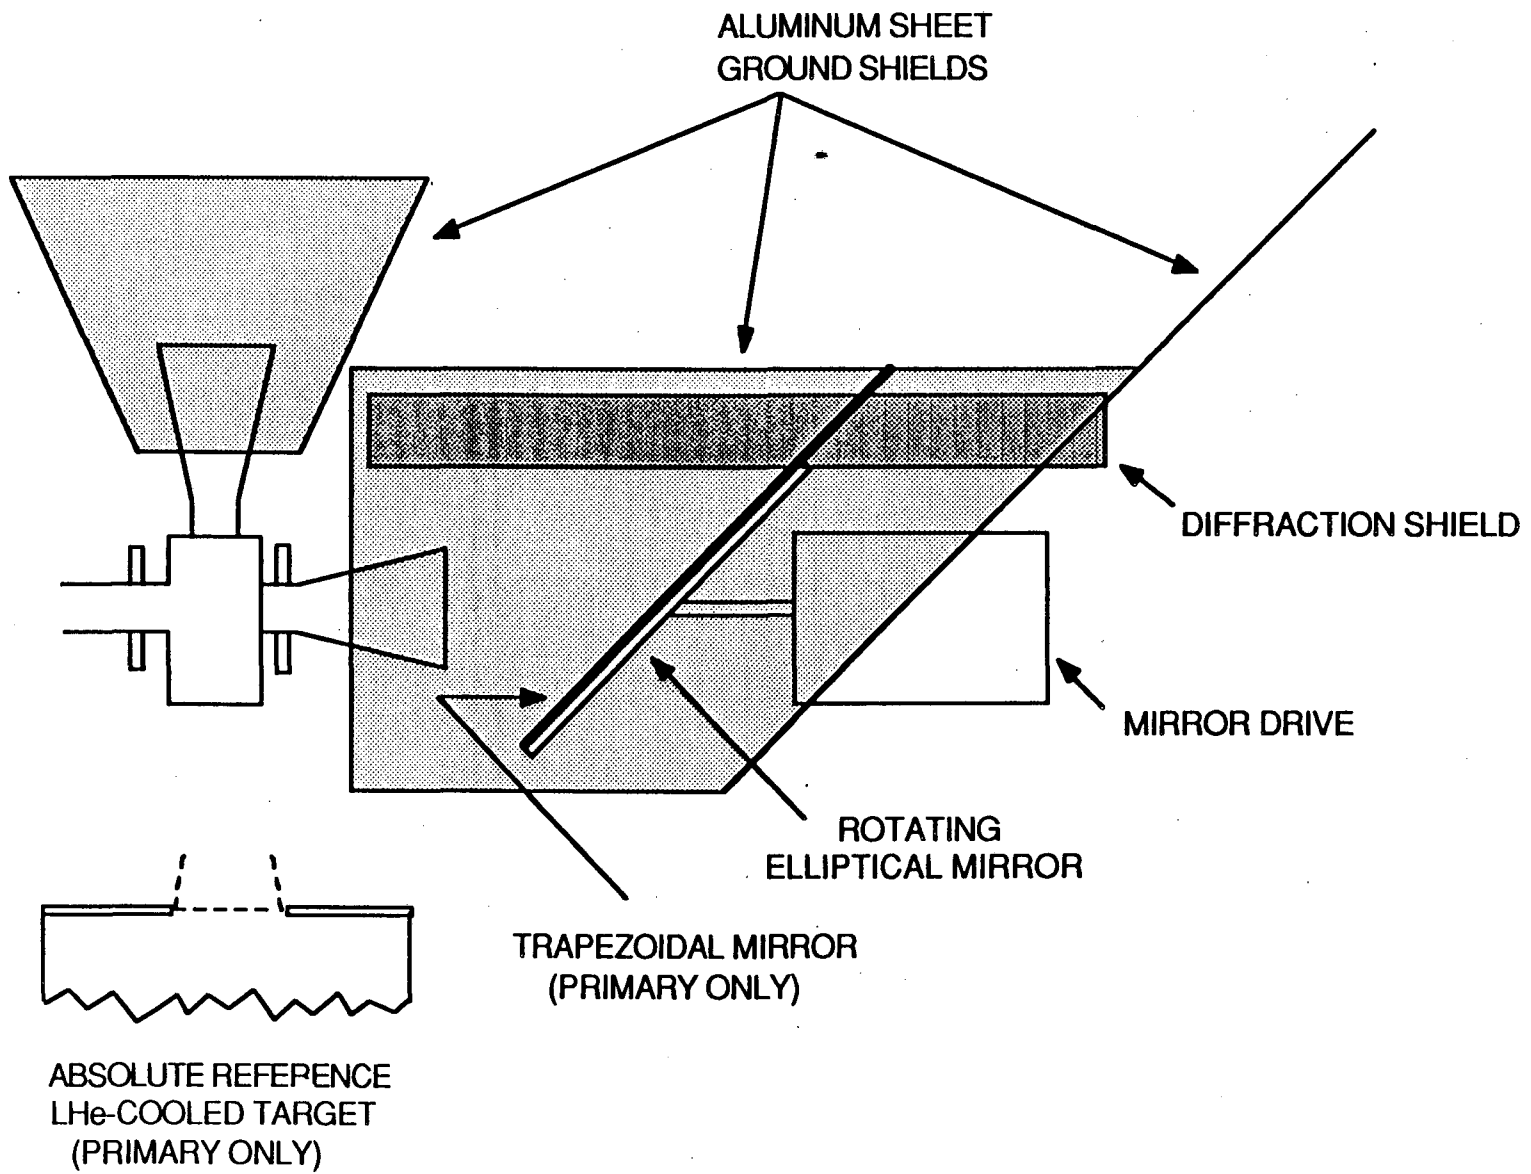 ALUMINUM SHEET
GROUND SHIELDS
DIFFRACTION SHIELD
MIRROR DRIVE
ROTATING
ELLIPTICAL MIRROR
TRAPEZOIDAL MIRROR
(PRIMARY ONLY)
ABSOLUTE REFEPENCE
LHe-COOLED TARGET
(PRIMARY ONLY)